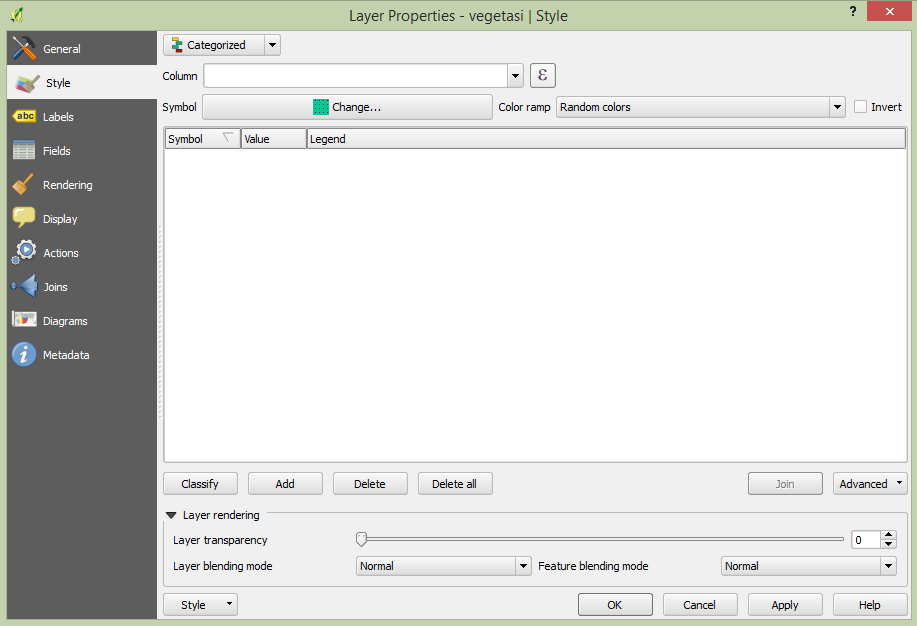 Layer Properties - vegetasi | Style
?
General
Style
Labels
Fields
Rendering
Display
Actions
Joins
Diagrams
Metadata
abc
Categorized
Column
ε
Symbol
Change...
Color ramp
Random colors
Invert
Symbol Value Legend
Classify Add Delete Delete all Join Advanced
Layer rendering
Layer transparency
0
Layer blending mode
Normal
Feature blending mode
Normal
Style
OK Cancel Apply Help